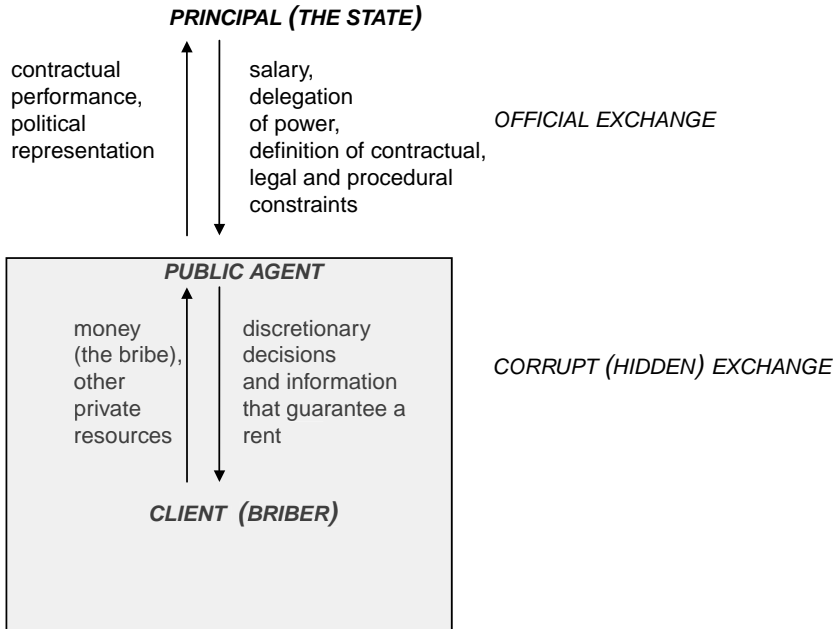 PRINCIPAL (THE STATE)
contractual
performance,
political
representation
salary,
delegation
of power,
definition of contractual,
legal and procedural
constraints
OFFICIAL EXCHANGE
PUBLIC AGENT
money
(the bribe),
other
private
resources
discretionary
decisions
and information
that guarantee a
rent
CORRUPT (HIDDEN) EXCHANGE
CLIENT (BRIBER)